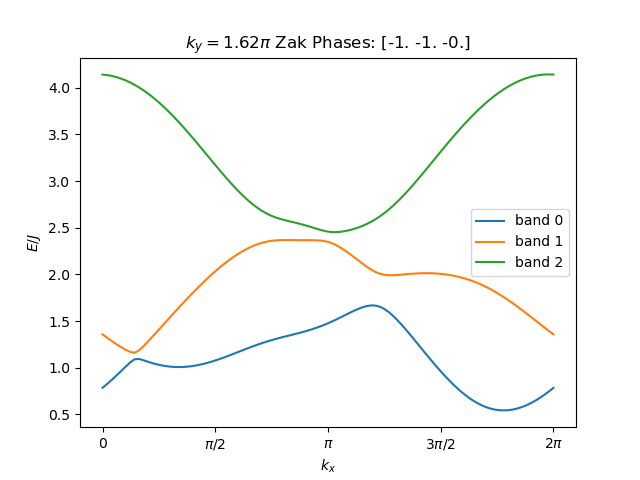 $k_y = 1.62\pi$ Zak Phases: [-1. -1. -0.]
4.0
3.5
3.0
2.5
2.0
1.5
1.0
0.5
E/J
band 0
band 1
band 2
0
π/2
π
3π/2
2π
$k_x$